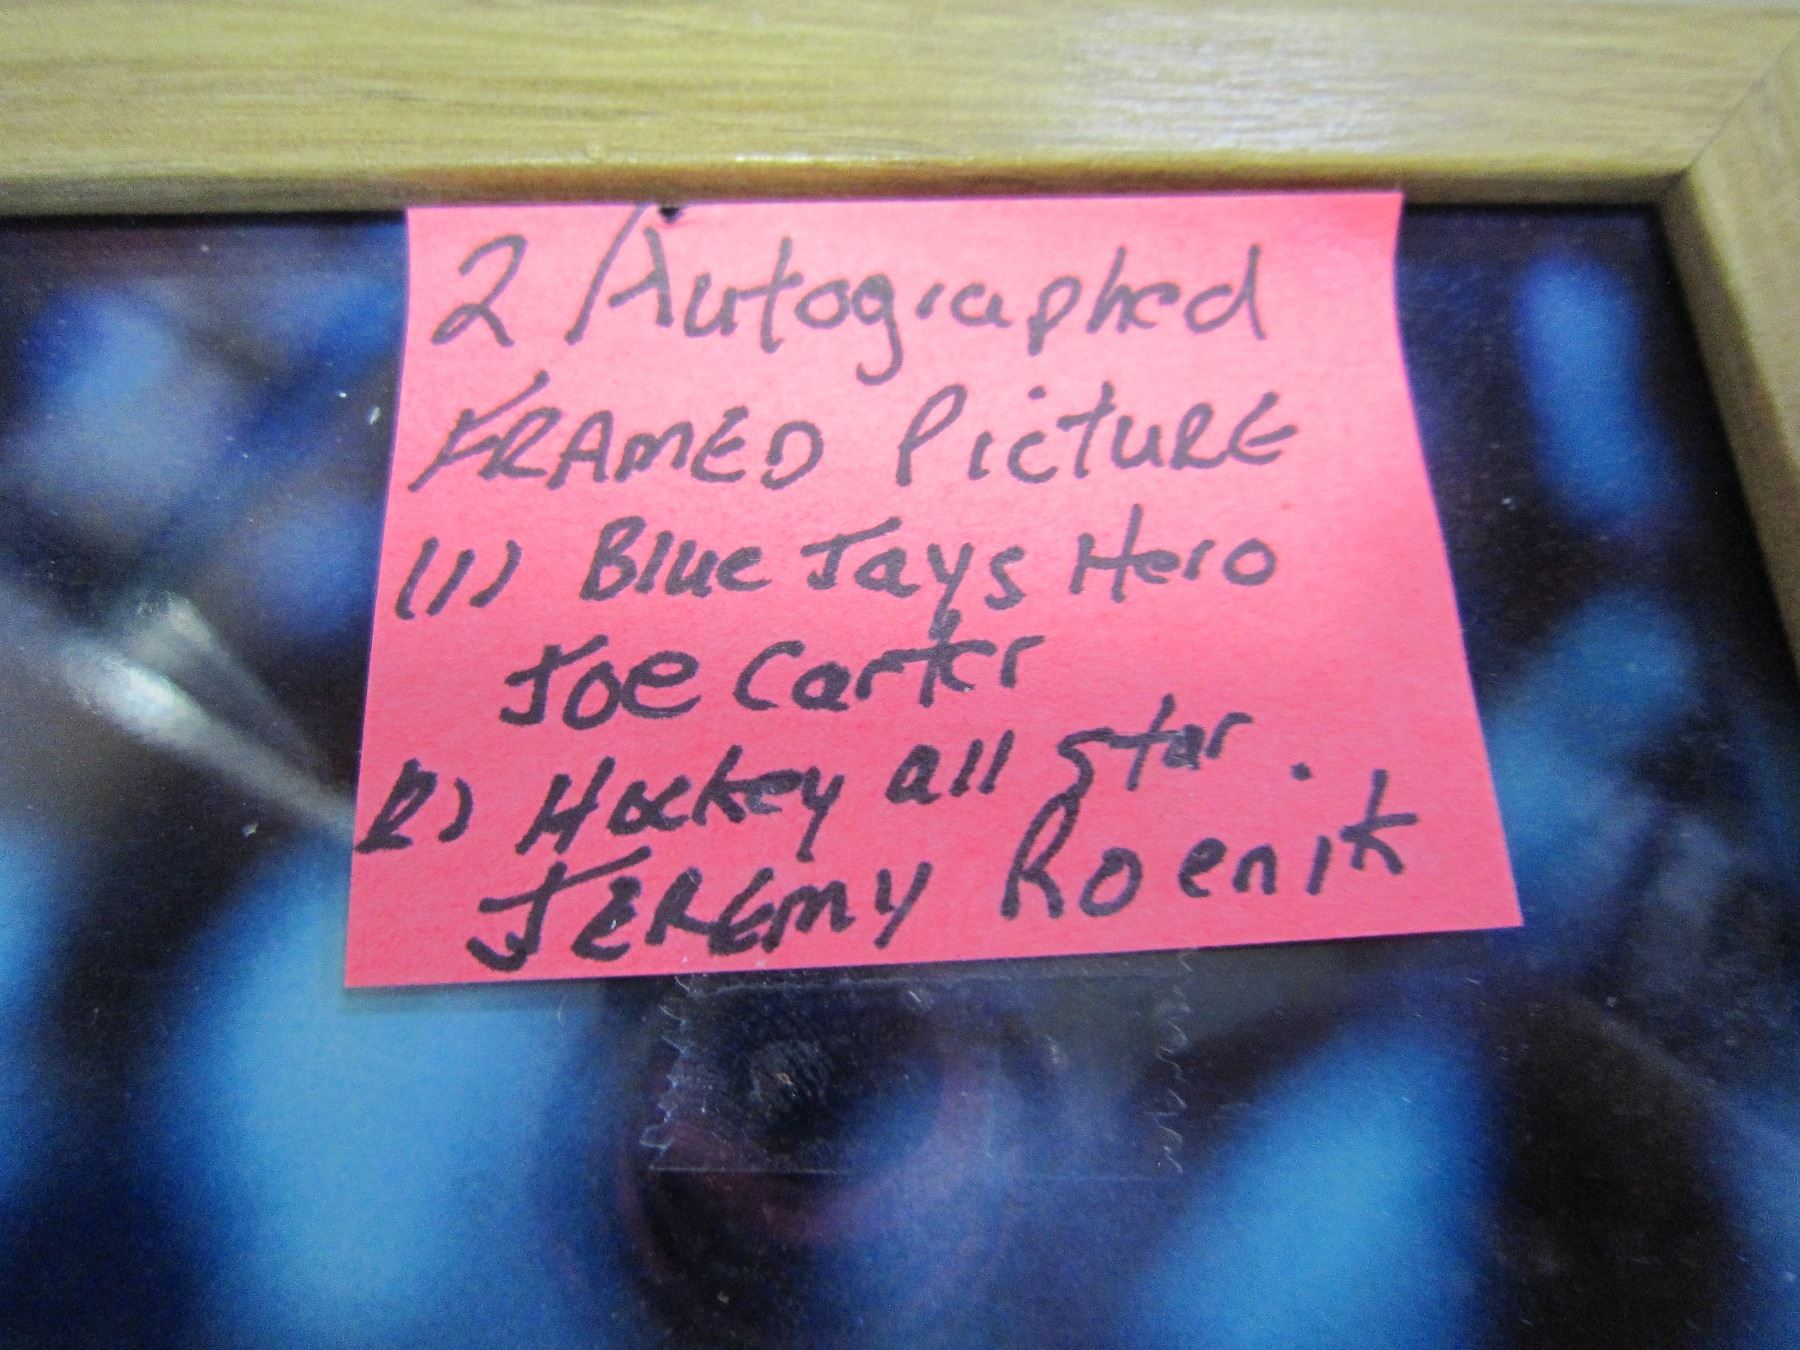 2 Autographed
FRAMED PICTURE
(1) Blue Jays Hero
Joe Carter
2) Hockey all star
JEREMY Roenik